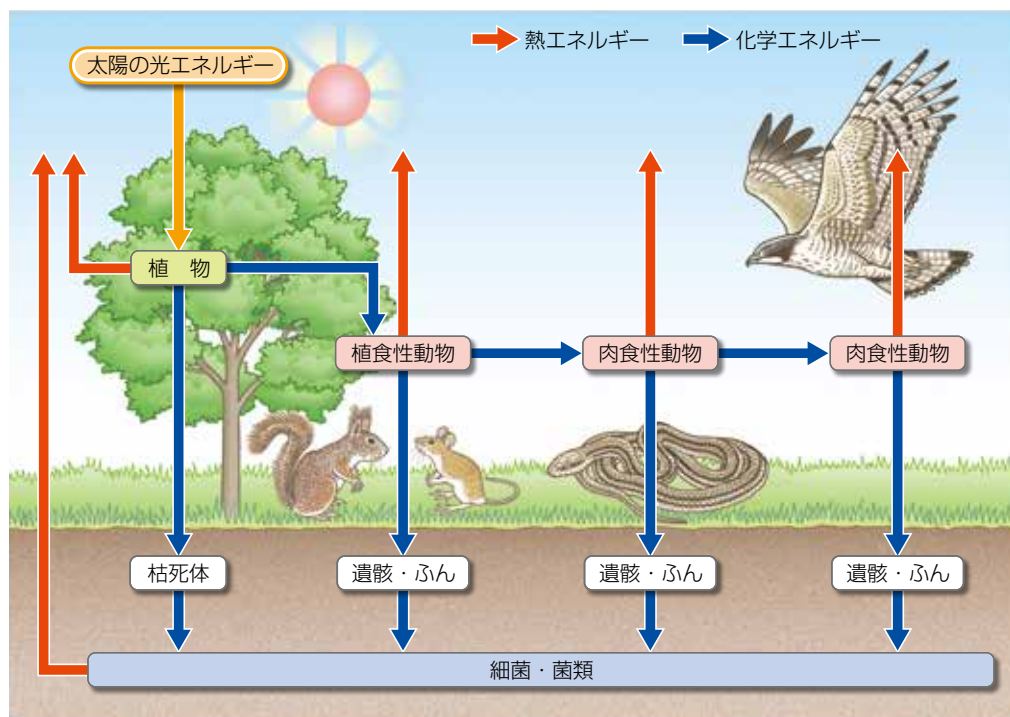 熱エネルギー
化学エネルギー
太陽の光エネルギー
植 物
植食性動物
肉食性動物
肉食性動物
枯死体
遺骸・ふん
遺骸・ふん
遺骸・ふん
細菌・菌類